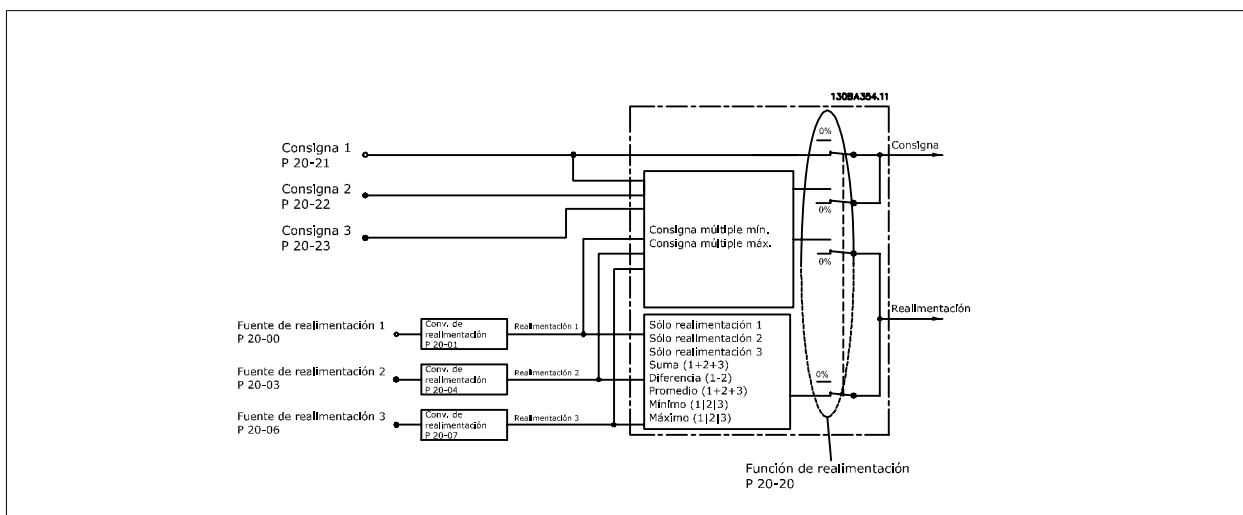 130BA354.11
0%
Consigna
Consigna 1
P 20-21
Consigna 2
P 20-22
Consigna 3
P 20-23
0%
Consigna múltiple mín.
Consigna múltiple máx.
0%
Realimentación
Fuente de realimentación 1
P 20-00
Conv. de
realimentación
P 20-01
Realimentación 1
Fuente de realimentación 2
P 20-03
Conv. de
realimentación
P 20-04
Realimentación 2
Fuente de realimentación 3
P 20-06
Conv. de
realimentación
P 20-07
Realimentación 3
Sólo realimentación 1
Sólo realimentación 2
Sólo realimentación 3
Suma (1+2+3)
Diferencia (1-2)
Promedio (1+2+3)
Mínimo (1|2|3)
Máximo (1|2|3)
0%
Función de realimentación
P 20-20